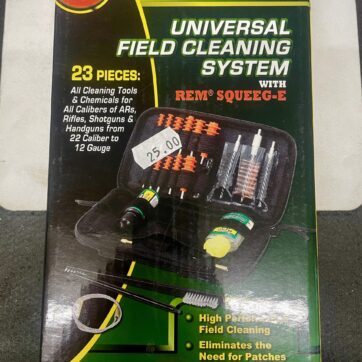 UNIVERSAL
FIELD CLEANING
SYSTEM
WITH
REM® SQUEEG-E
23 PIECES:
All Cleaning Tools
& Chemicals for
All Calibers of ARs,
Rifles, Shotguns &
Handguns from
22 Caliber to
12 Gauge
25.00
High
Field Cleaning
Eliminates the
Need for Patches